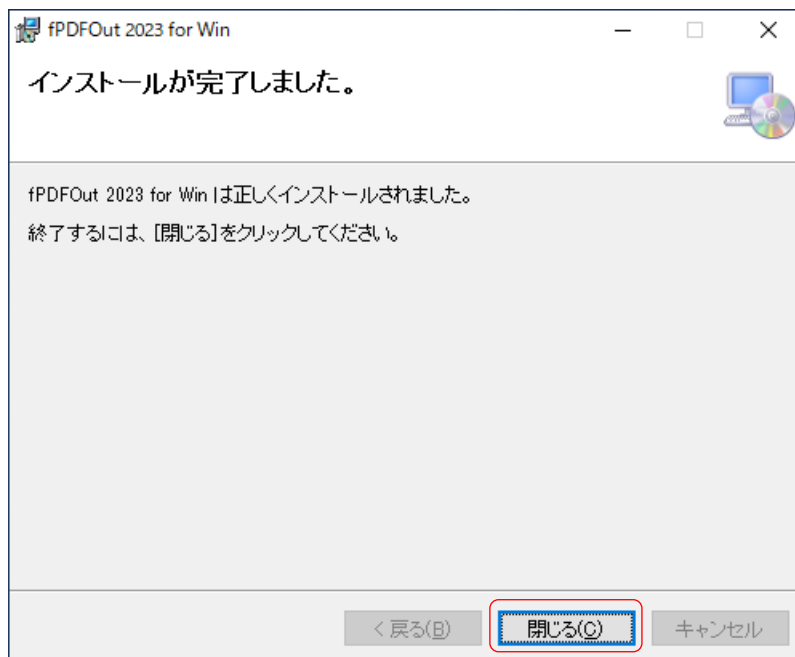 fPDFOut 2023 for Win
インストールが完了しました。
fPDFOut 2023 for Win は正しくインストールされました。
終了するには、[閉じる]をクリックしてください。
< 戻る(B) 閉じる(C) キャンセル